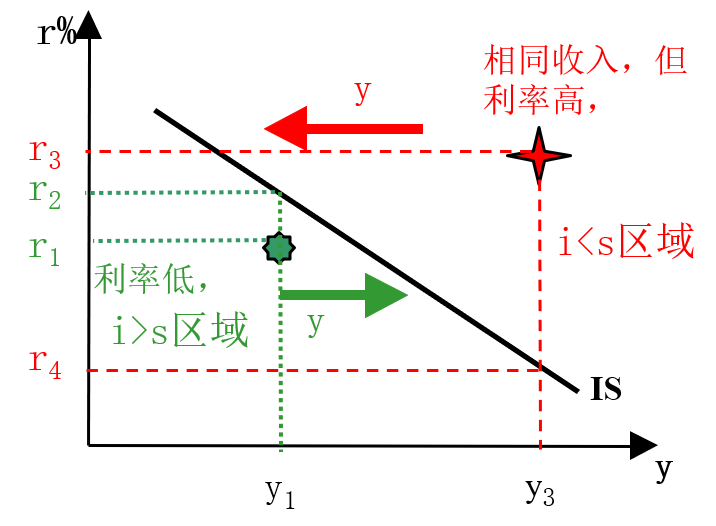 r%
相同收入，但
利率高，
y
r3
r2
r1
i<s区域
利率低，
i>s区域
y
r4
IS
y
y1
y3